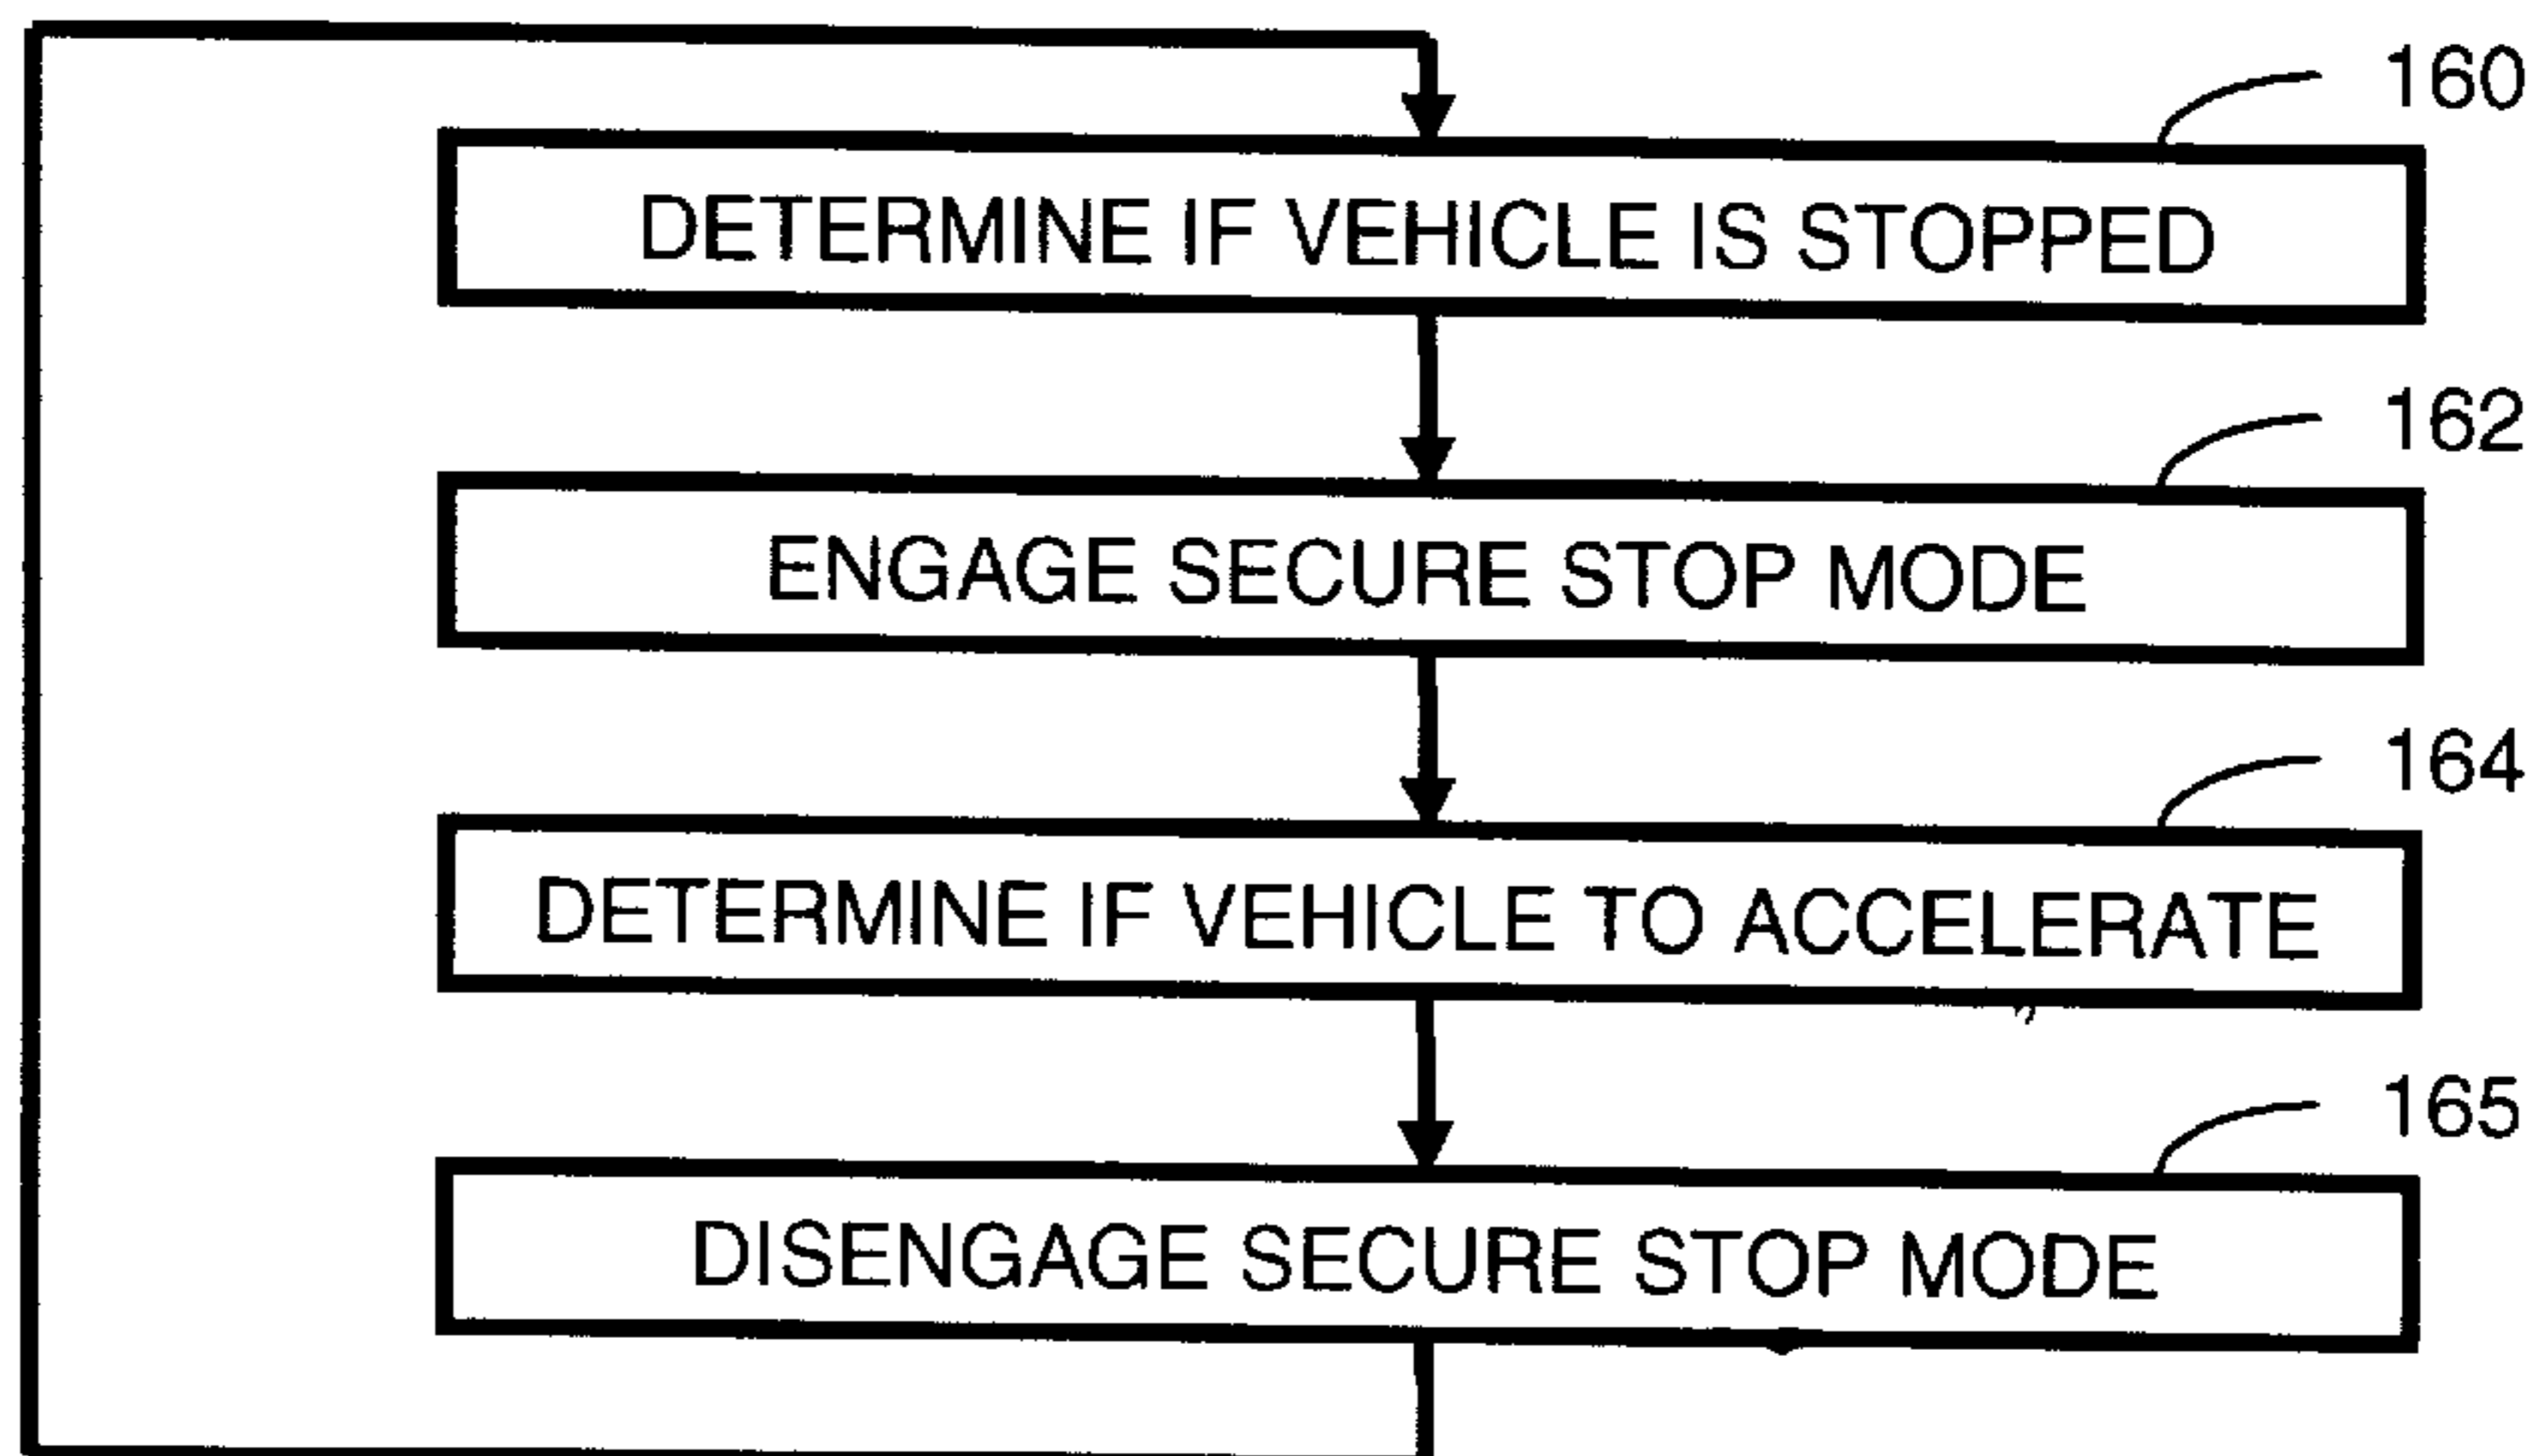 160
DETERMINE IF VEHICLE IS STOPPED
162
ENGAGE SECURE STOP MODE
164
DETERMINE IF VEHICLE TO ACCELERATE
165
DISENGAGE SECURE STOP MODE